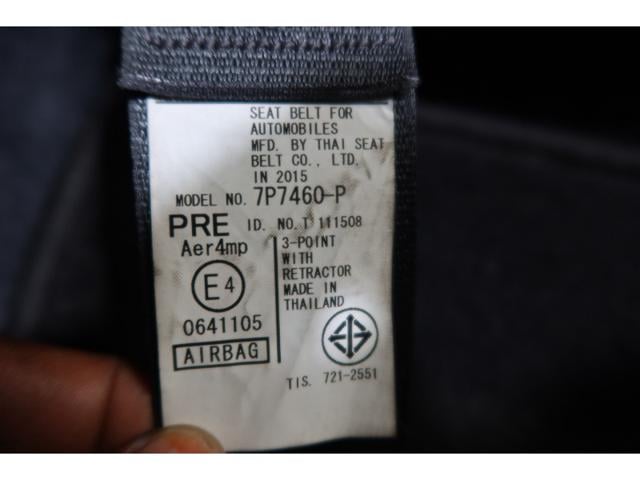 SEAT BELT FOR
AUTOMOBILES
MFD. BY THAI SEAT
BELT CO., LTD.
IN 2015
MODEL NO. 7P7460-P
PRE ID. NO. T 111508
Aer4mp
E4
0641105
AIRBAG
3-POINT
WITH
RETRACTOR
MADE IN
THAILAND
TIS. 721-2551